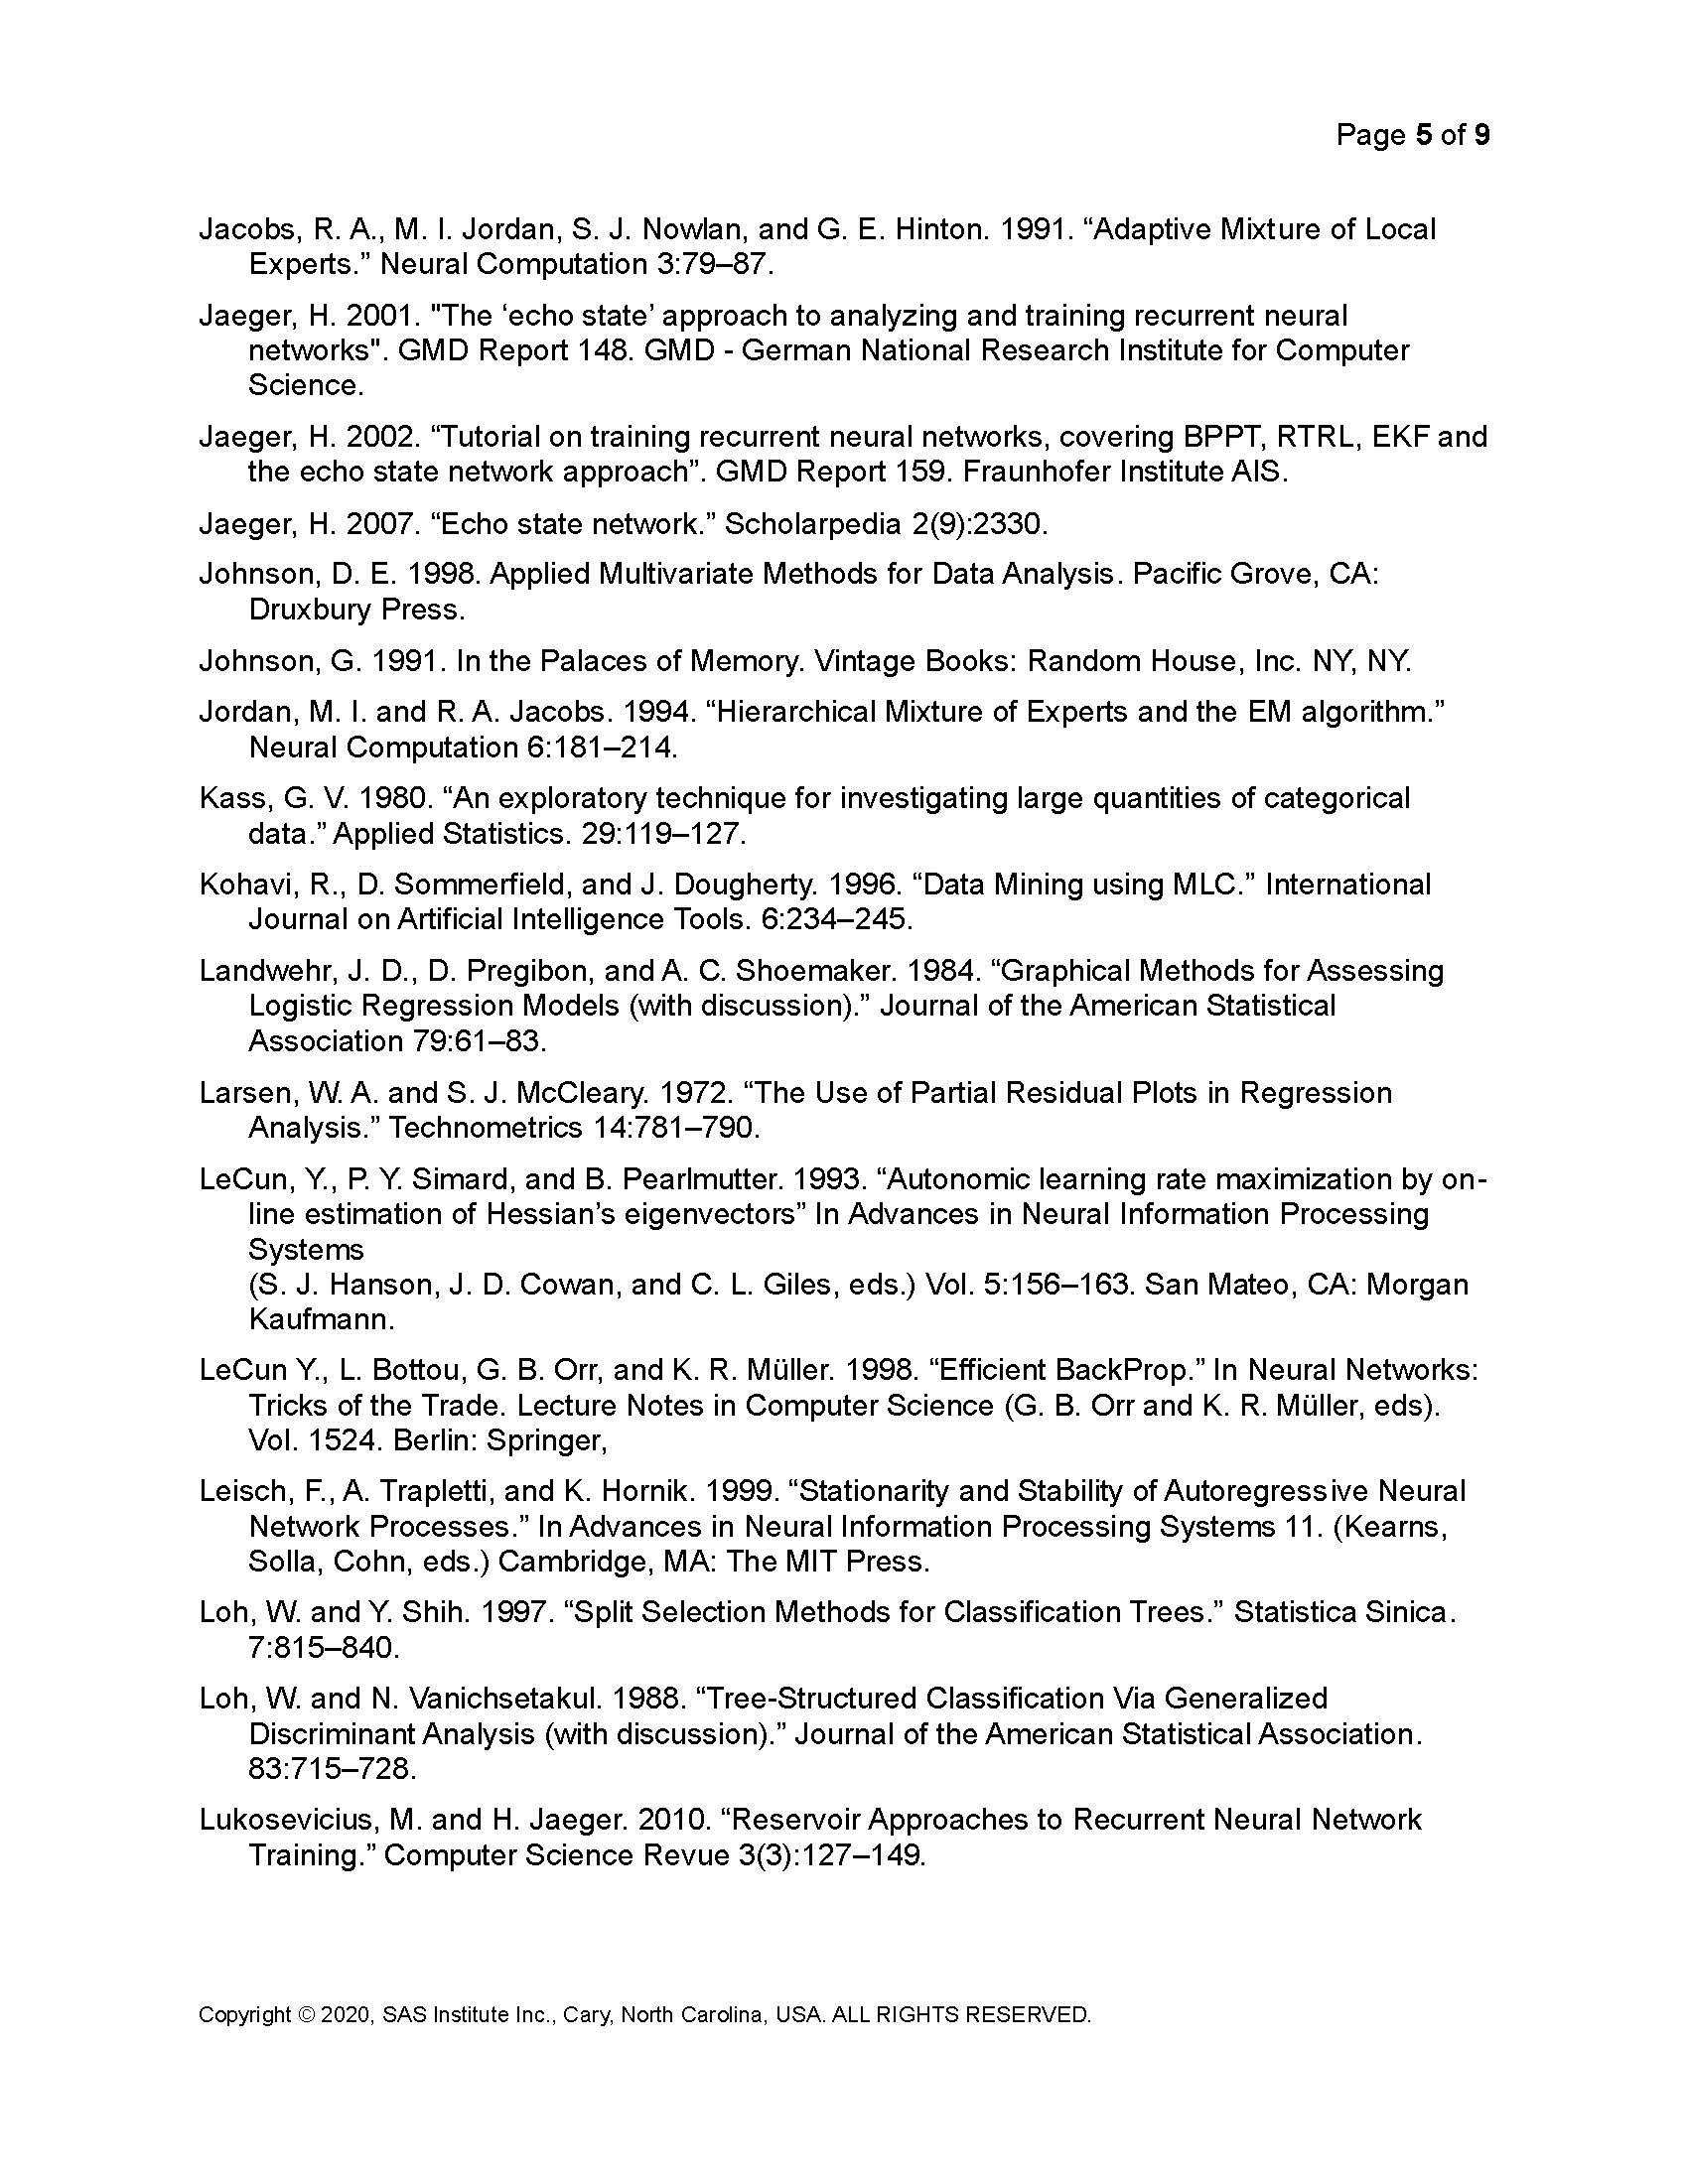 Page 5 of 9
Jacobs, R. A., M. I. Jordan, S. J. Nowlan, and G. E. Hinton. 1991. “Adaptive Mixture of Local
Experts.” Neural Computation 3:79–87.
Jaeger, H. 2001. "The ‘echo state’ approach to analyzing and training recurrent neural
networks". GMD Report 148. GMD - German National Research Institute for Computer
Science.
Jaeger, H. 2002. “Tutorial on training recurrent neural networks, covering BPPT, RTRL, EKF and
the echo state network approach”. GMD Report 159. Fraunhofer Institute AIS.
Jaeger, H. 2007. “Echo state network.” Scholarpedia 2(9):2330.
Johnson, D. E. 1998. Applied Multivariate Methods for Data Analysis. Pacific Grove, CA:
Druxbury Press.
Johnson, G. 1991. In the Palaces of Memory. Vintage Books: Random House, Inc. NY, NY.
Jordan, M. I. and R. A. Jacobs. 1994. “Hierarchical Mixture of Experts and the EM algorithm.”
Neural Computation 6:181–214.
Kass, G. V. 1980. “An exploratory technique for investigating large quantities of categorical
data.” Applied Statistics. 29:119–127.
Kohavi, R., D. Sommerfield, and J. Dougherty. 1996. “Data Mining using MLC.” International
Journal on Artificial Intelligence Tools. 6:234–245.
Landwehr, J. D., D. Pregibon, and A. C. Shoemaker. 1984. “Graphical Methods for Assessing
Logistic Regression Models (with discussion).” Journal of the American Statistical
Association 79:61–83.
Larsen, W. A. and S. J. McCleary. 1972. “The Use of Partial Residual Plots in Regression
Analysis.” Technometrics 14:781–790.
LeCun, Y., P. Y. Simard, and B. Pearlmutter. 1993. “Autonomic learning rate maximization by on-
line estimation of Hessian’s eigenvectors” In Advances in Neural Information Processing
Systems
(S. J. Hanson, J. D. Cowan, and C. L. Giles, eds.) Vol. 5:156–163. San Mateo, CA: Morgan
Kaufmann.
LeCun Y., L. Bottou, G. B. Orr, and K. R. Müller. 1998. “Efficient BackProp.” In Neural Networks:
Tricks of the Trade. Lecture Notes in Computer Science (G. B. Orr and K. R. Müller, eds).
Vol. 1524. Berlin: Springer,
Leisch, F., A. Trapletti, and K. Hornik. 1999. “Stationarity and Stability of Autoregressive Neural
Network Processes.” In Advances in Neural Information Processing Systems 11. (Kearns,
Solla, Cohn, eds.) Cambridge, MA: The MIT Press.
Loh, W. and Y. Shih. 1997. “Split Selection Methods for Classification Trees.” Statistica Sinica.
7:815–840.
Loh, W. and N. Vanichsetakul. 1988. “Tree-Structured Classification Via Generalized
Discriminant Analysis (with discussion).” Journal of the American Statistical Association.
83:715–728.
Lukosevicius, M. and H. Jaeger. 2010. “Reservoir Approaches to Recurrent Neural Network
Training.” Computer Science Revue 3(3):127–149.
Copyright © 2020, SAS Institute Inc., Cary, North Carolina, USA. ALL RIGHTS RESERVED.